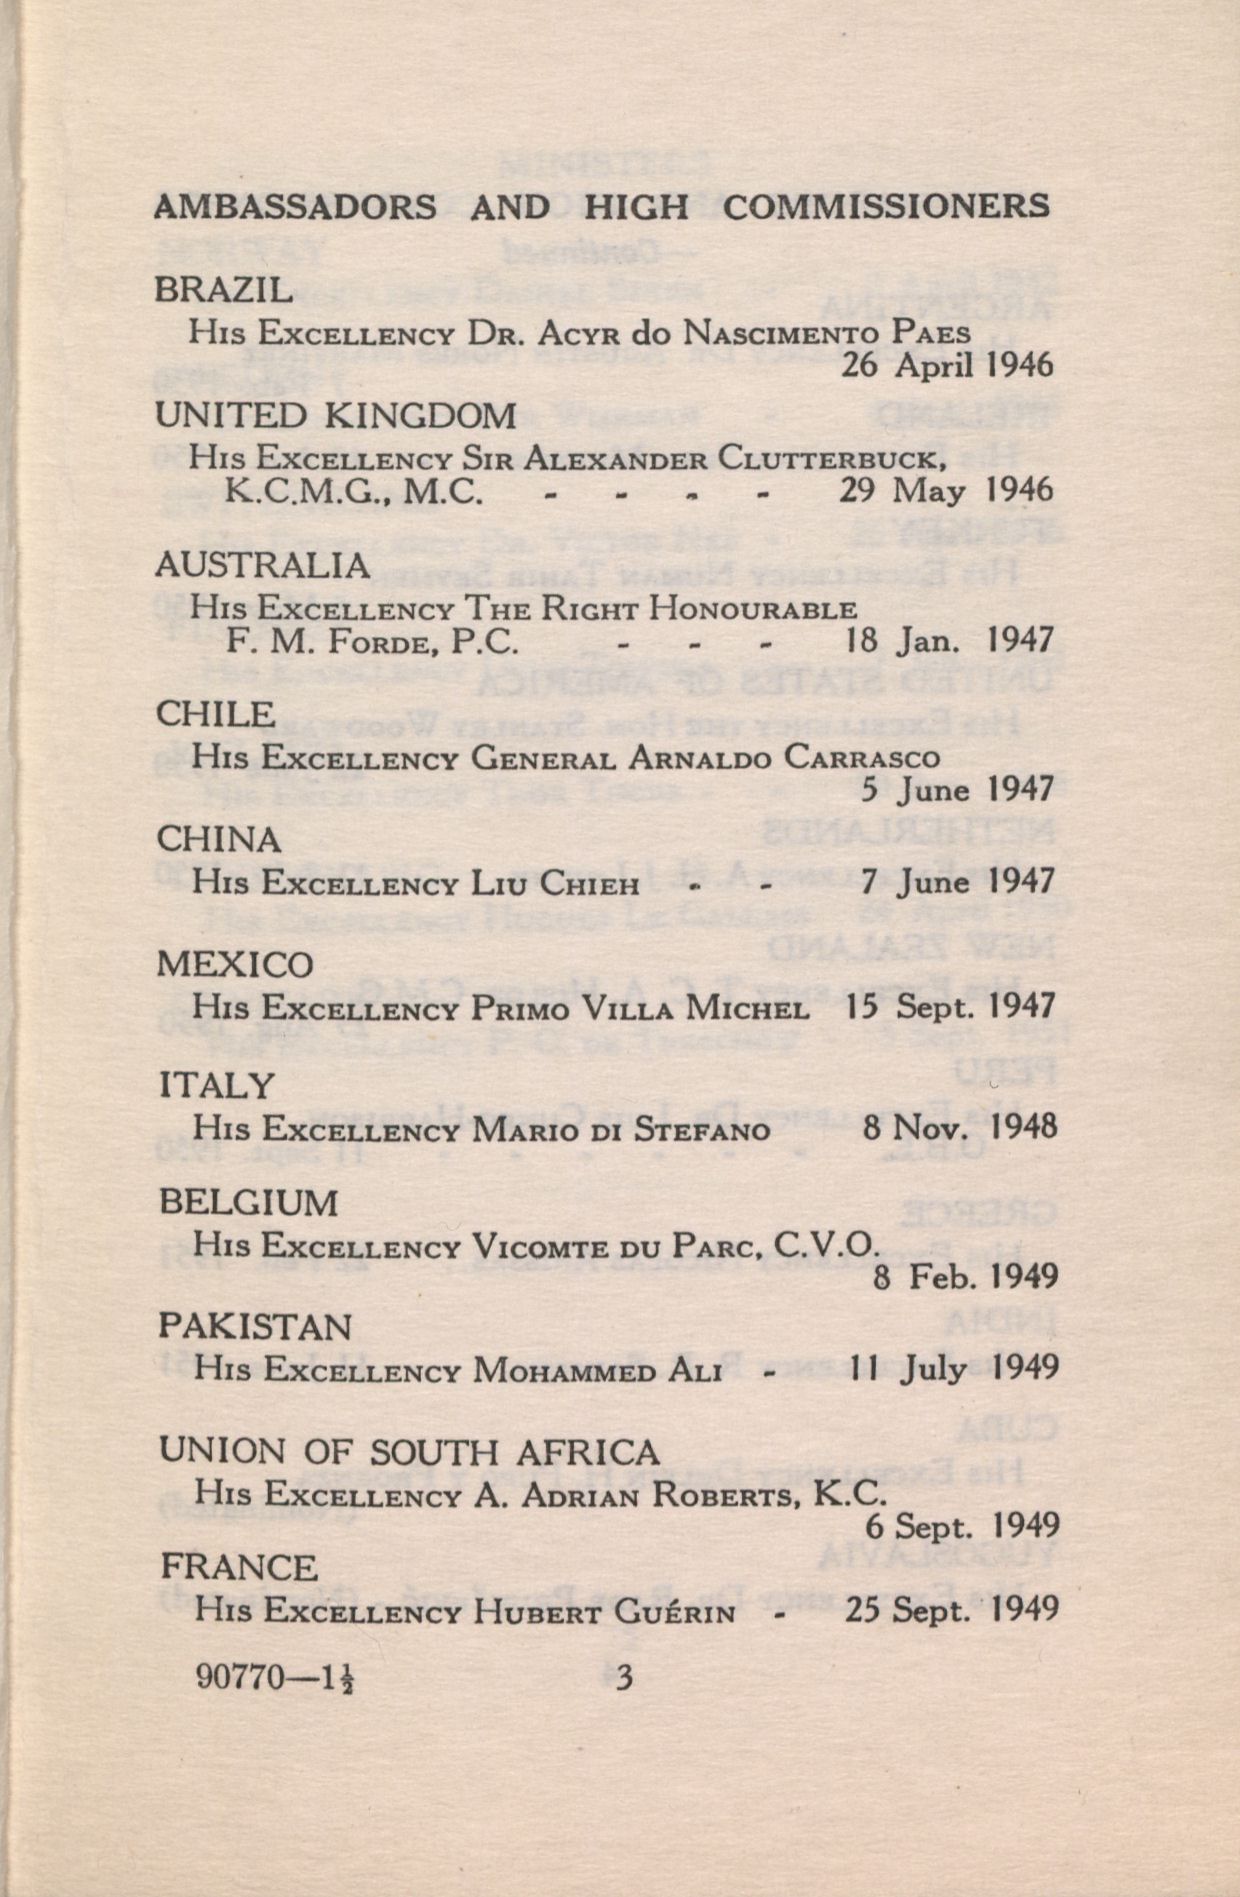 AMBASSADORS AND HIGH COMMISSIONERS
BRAZIL
His Excellency Dr. Acyr do Nascimento Paes
26 April 1946
UNITED KINGDOM
His Excellency Sir Alexander Clutterbuck,
K.C.M.G., M.C. - - - - 29 May 1946
AUSTRALIA
His Excellency The Right Honourable
F. M. Forde, P.C. - - - 18 Jan. 1947
CHILE
His Excellency General Arnaldo Carrasco
5 June 1947
CHINA
His Excellency Liu Chieh - - 7 June 1947
MEXICO
His Excellency Primo Villa Michel 15 Sept. 1947
ITALY
His Excellency Mario di Stefano 8 Nov. 1948
BELGIUM
His Excellency Vicomte du Parc, C.V.O.
8 Feb. 1949
PAKISTAN
His Excellency Mohammed Ali - 11 July 1949
UNION OF SOUTH AFRICA
His Excellency A. Adrian Roberts, K.C.
6 Sept. 1949
FRANCE
His Excellency Hubert Guérin - 25 Sept. 1949
90770—1½ 3